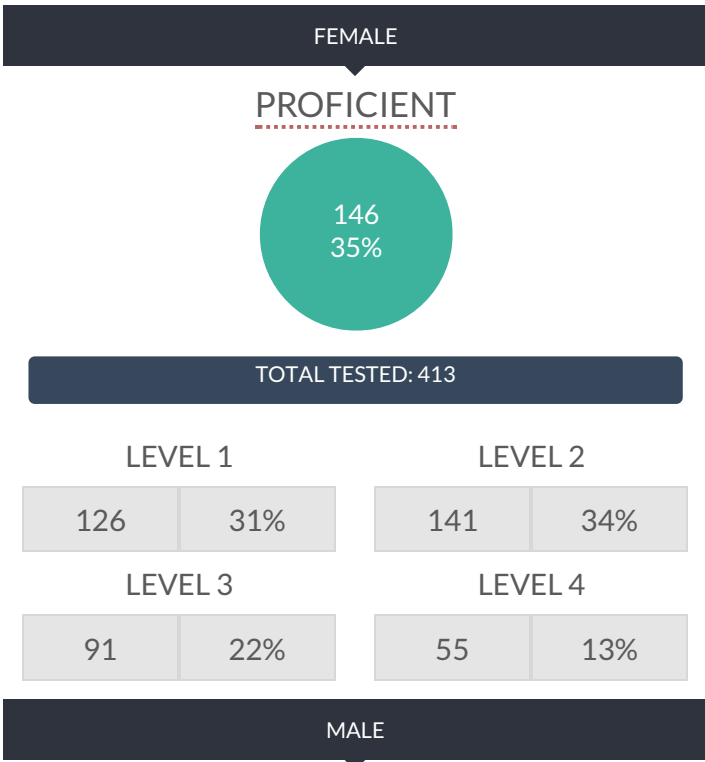 FEMALE
PROFICIENT
146
35%
TOTAL TESTED: 413
LEVEL 1 LEVEL 2
126 31% 141 34%
LEVEL 3 LEVEL 4
91 22% 55 13%
MALE